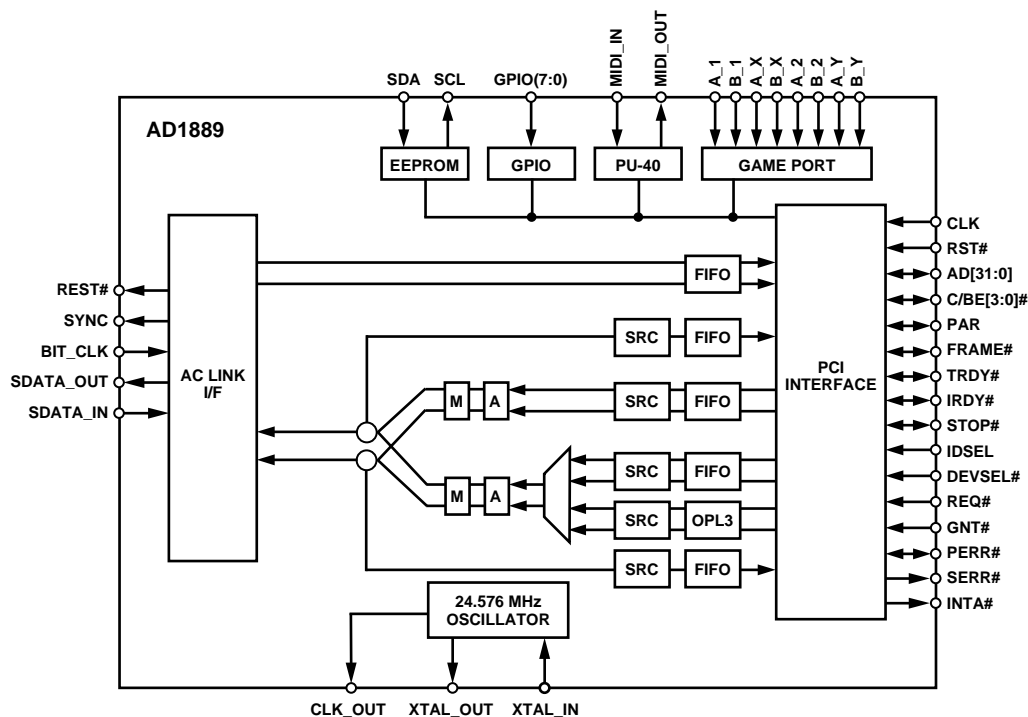 MIDI_IN
MIDI_OUT
A_1
B_1
A_X
B_X
A_2
B_2
A_Y
B_Y
SDA
SCL
GPIO(7:0)
AD1889
EEPROM
GPIO
PU-40
GAME PORT
CLK
RST#
AD[31:0]
C/BE[3:0]#
PAR
FRAME#
TRDY#
IRDY#
STOP#
IDSEL
DEVSEL#
REQ#
GNT#
PERR#
SERR#
INTA#
REST#
SYNC
BIT_CLK
SDATA_OUT
SDATA_IN
AC LINK
I/F
FIFO
SRC
FIFO
M
A
SRC
FIFO
SRC
FIFO
M
A
SRC
OPL3
SRC
FIFO
PCI
INTERFACE
24.576 MHz
OSCILLATOR
CLK_OUT
XTAL_OUT
XTAL_IN